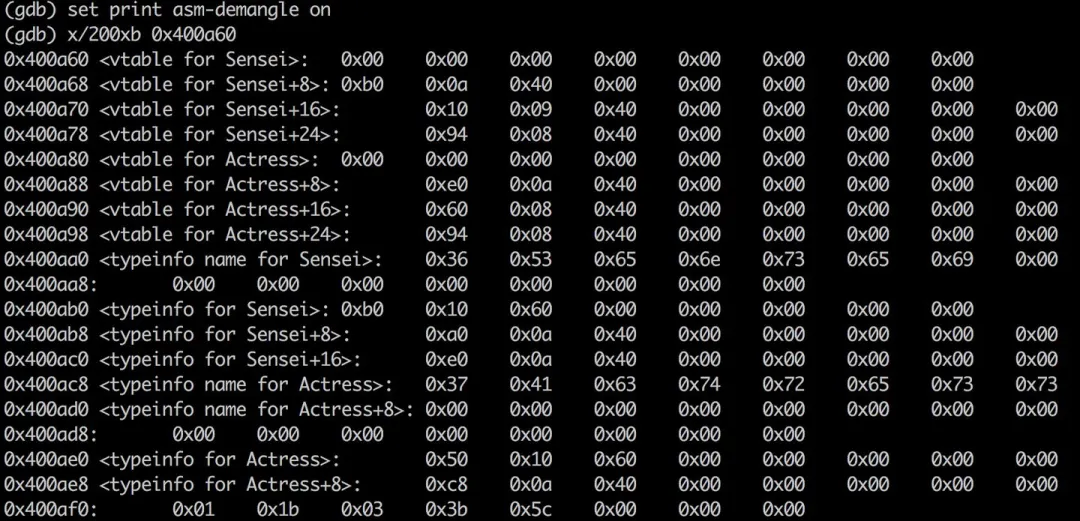 (gdb) set print asm-demangle on
(gdb) x/200xb 0x400a60
0x400a60 <vtable for Sensei>: 0x00 0x00 0x00 0x00 0x00 0x00 0x00 0x00
0x400a68 <vtable for Sensei+8>: 0xb0 0x0a 0x40 0x00 0x00 0x00 0x00 0x00
0x400a70 <vtable for Sensei+16>: 0x10 0x09 0x40 0x00 0x00 0x00 0x00 0x00
0x400a78 <vtable for Sensei+24>: 0x94 0x08 0x40 0x00 0x00 0x00 0x00 0x00
0x400a80 <vtable for Actress>: 0x00 0x00 0x00 0x00 0x00 0x00 0x00 0x00
0x400a88 <vtable for Actress+8>: 0xe0 0x0a 0x40 0x00 0x00 0x00 0x00 0x00
0x400a90 <vtable for Actress+16>: 0x60 0x08 0x40 0x00 0x00 0x00 0x00 0x00
0x400a98 <vtable for Actress+24>: 0x94 0x08 0x40 0x00 0x00 0x00 0x00 0x00
0x400aa0 <typeinfo name for Sensei>: 0x36 0x53 0x65 0x6e 0x73 0x65 0x69 0x00
0x400aa8: 0x00 0x00 0x00 0x00 0x00 0x00 0x00 0x00
0x400ab0 <typeinfo for Sensei>: 0xb0 0x10 0x60 0x00 0x00 0x00 0x00 0x00
0x400ab8 <typeinfo for Sensei+8>: 0xa0 0x0a 0x40 0x00 0x00 0x00 0x00 0x00
0x400ac0 <typeinfo for Sensei+16>: 0xe0 0x0a 0x40 0x00 0x00 0x00 0x00 0x00
0x400ac8 <typeinfo name for Actress>: 0x37 0x41 0x63 0x74 0x72 0x65 0x73 0x73
0x400ad0 <typeinfo name for Actress+8>: 0x00 0x00 0x00 0x00 0x00 0x00 0x00 0x00
0x400ad8: 0x00 0x00 0x00 0x00 0x00 0x00 0x00 0x00
0x400ae0 <typeinfo for Actress>: 0x50 0x10 0x60 0x00 0x00 0x00 0x00 0x00
0x400ae8 <typeinfo for Actress+8>: 0xc8 0x0a 0x40 0x00 0x00 0x00 0x00 0x00
0x400af0: 0x01 0x1b 0x03 0x3b 0x5c 0x00 0x00 0x00